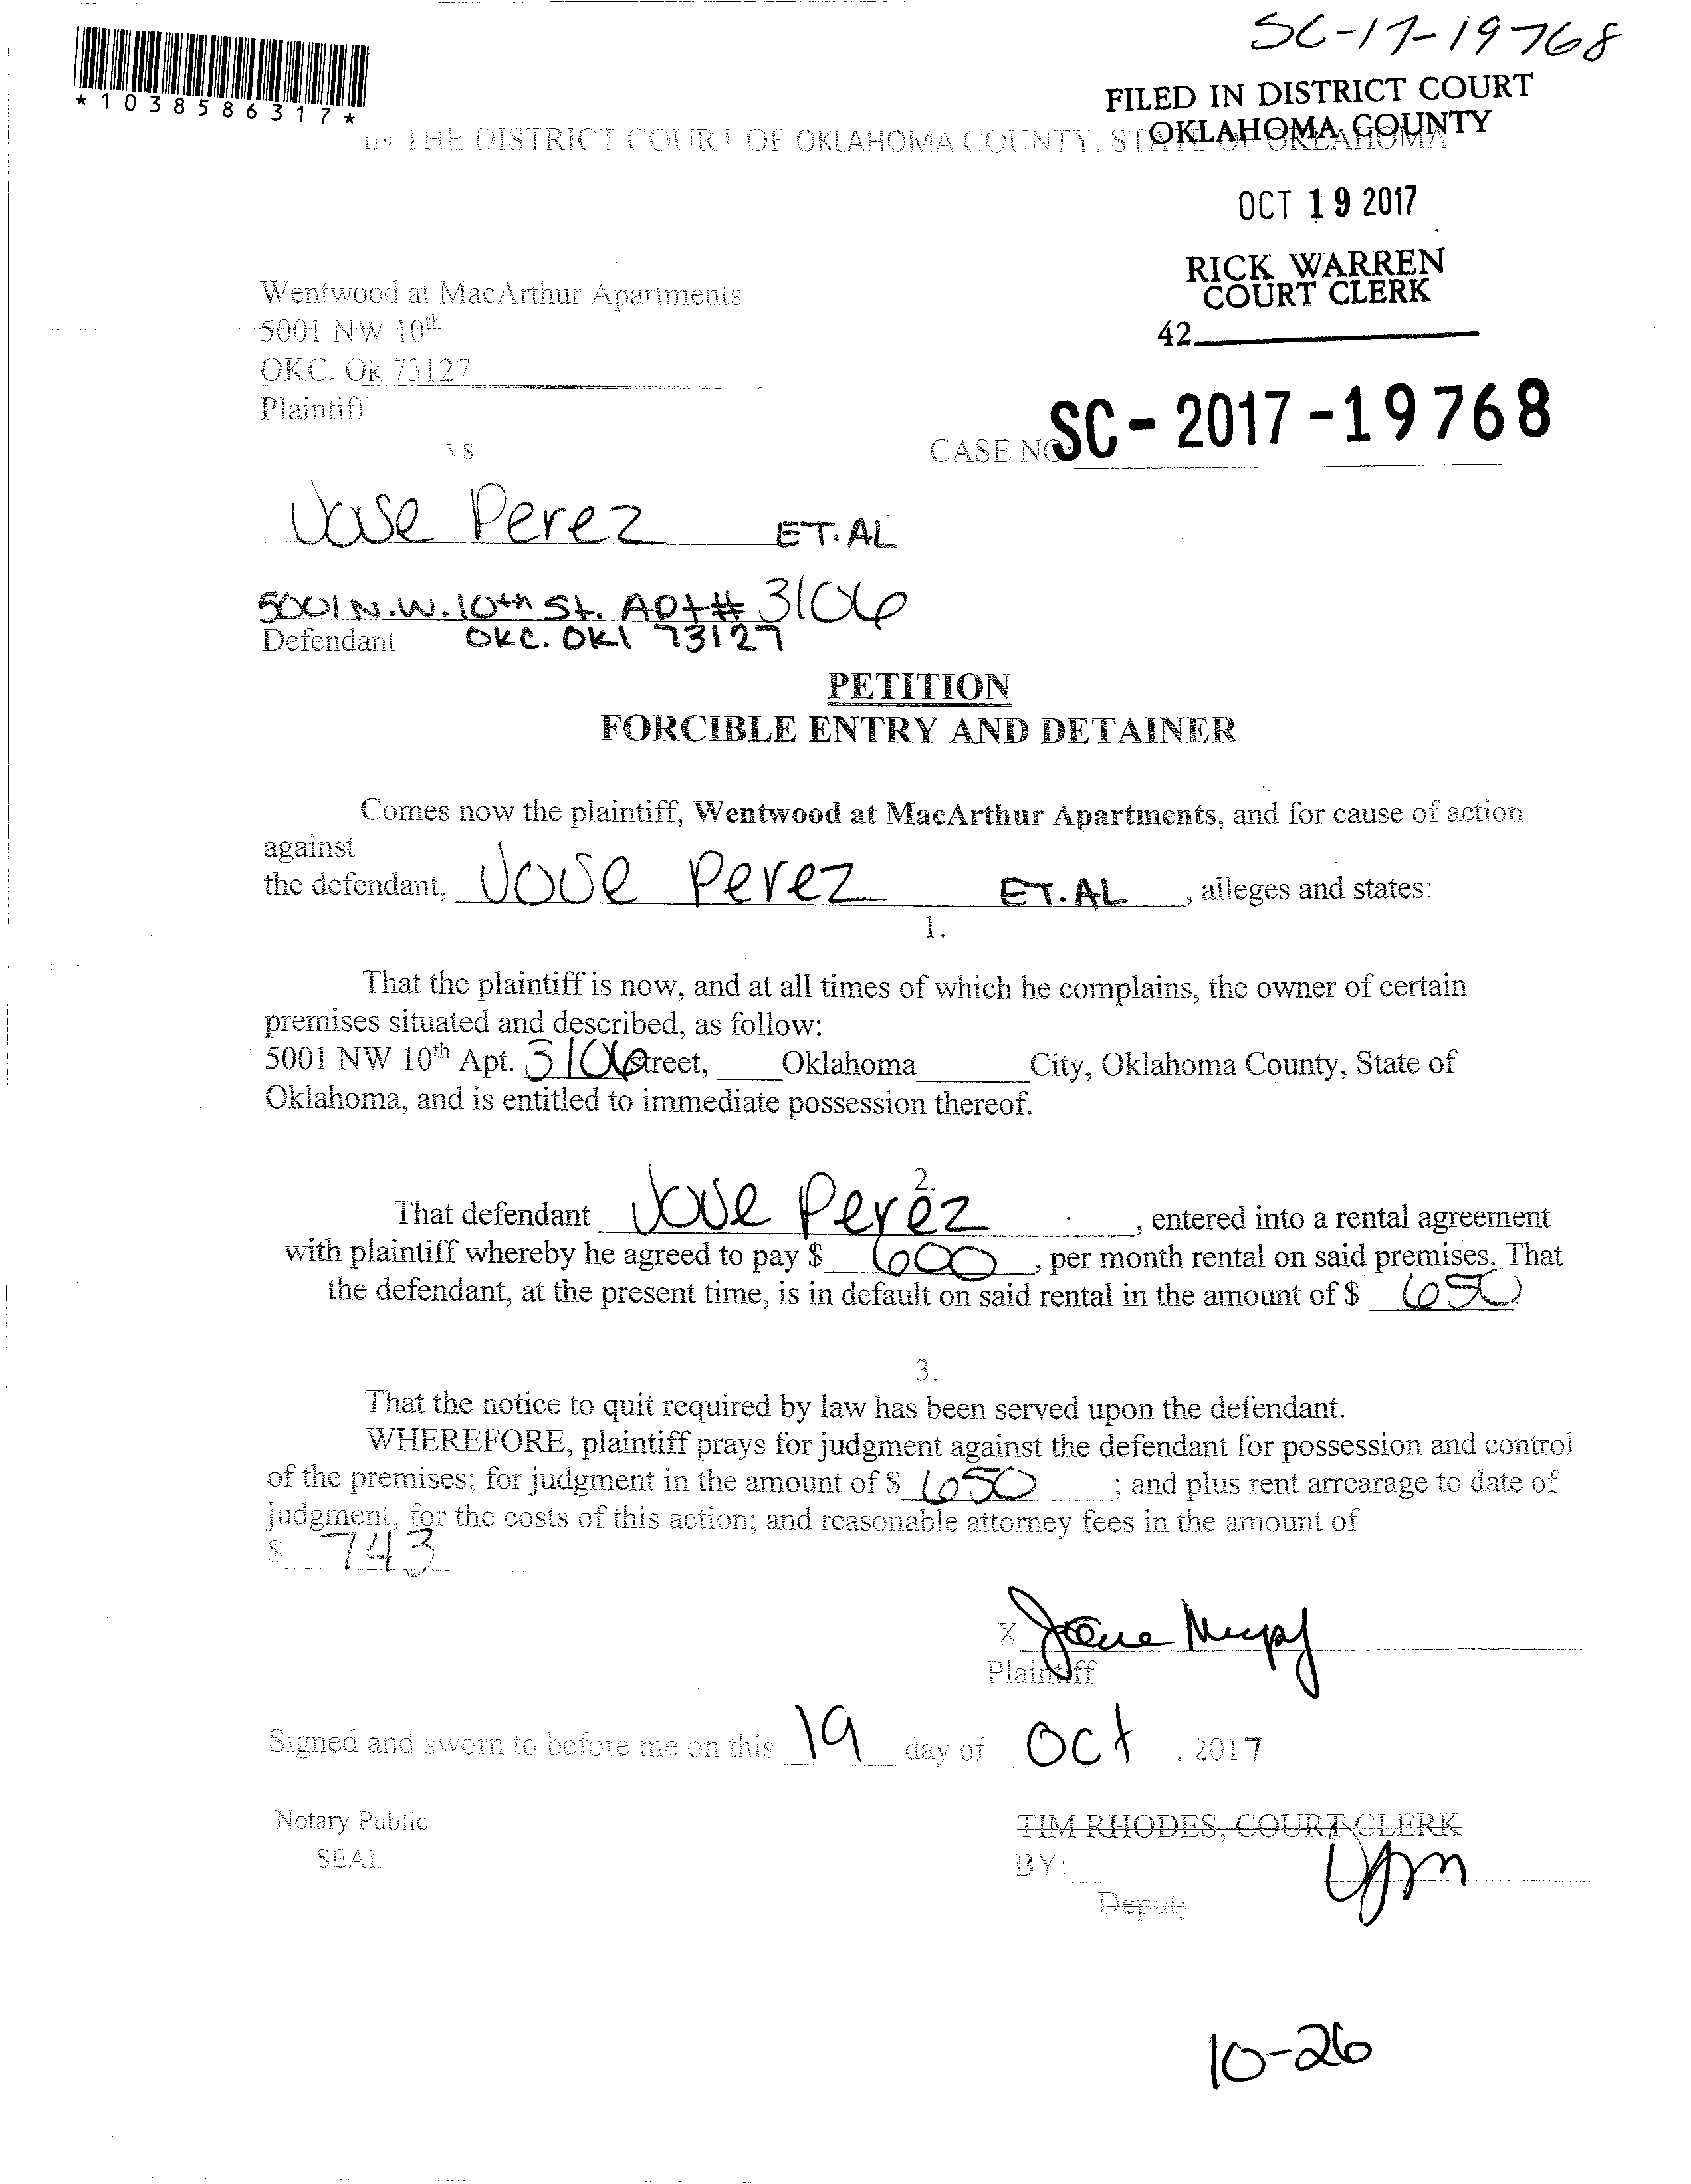 SC-17-19768
*1038586317*
FILED IN DISTRICT COURT
OKLAHOMA COUNTY
IN THE DISTRICT COURT OF OKLAHOMA COUNTY, STATE OF OKLAHOMA
OCT 19 2017
RICK WARREN
COURT CLERK
42
Wentwood at MacArthur Apartments
5001 NW 10th
OKC, Ok 73127
Plaintiff
vs
CASE NO. SC-2017-19768
Jose Perez ET.AL
5001 N.W. 10th St. Apt# 3106
Defendant OKC. OKl 73127
PETITION
FORCIBLE ENTRY AND DETAINER
Comes now the plaintiff, Wentwood at MacArthur Apartments, and for cause of action
against
the defendant, Jose Perez ET.AL, alleges and states:
1.
That the plaintiff is now, and at all times of which he complains, the owner of certain
premises situated and described, as follow:
5001 NW 10th Apt. 3106 Street, Oklahoma City, Oklahoma County, State of
Oklahoma, and is entitled to immediate possession thereof.
2.
That defendant Jose Perez, entered into a rental agreement
with plaintiff whereby he agreed to pay $ 600, per month rental on said premises. That
the defendant, at the present time, is in default on said rental in the amount of $ 650
3.
That the notice to quit required by law has been served upon the defendant.
WHEREFORE, plaintiff prays for judgment against the defendant for possession and control
of the premises; for judgment in the amount of $ 650 ; and plus rent arrearage to date of
judgment; for the costs of this action; and reasonable attorney fees in the amount of
$ 743
X
Plaintiff
Signed and sworn to before me on this 19 day of Oct, 2017
Notary Public
SEAL
TIM RHODES, COURT CLERK
BY:
Deputy
10-26